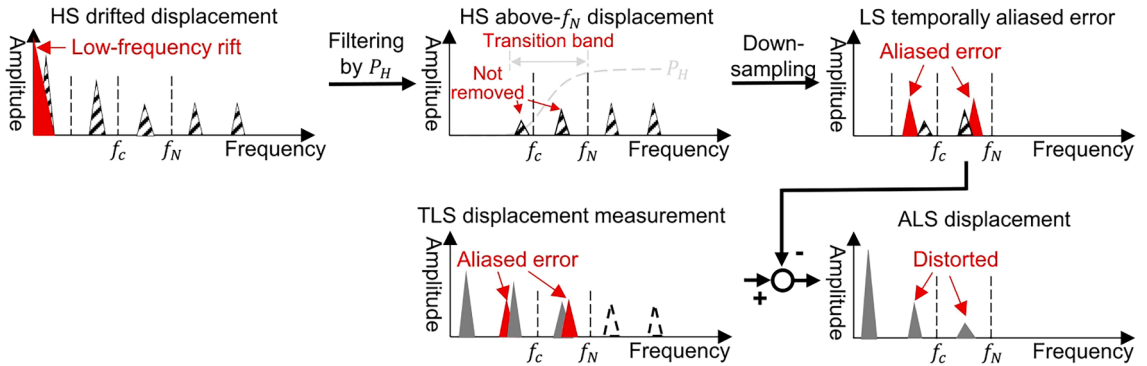 HS drifted displacement
Amplitude
Low-frequency rift
f_c
f_N
Frequency
Filtering
by P_H
HS above-f_N displacement
Amplitude
Transition band
Not
removed
P_H
f_c
f_N
Frequency
Down-
sampling
LS temporally aliased error
Amplitude
Aliased error
f_c
f_N
Frequency
TLS displacement measurement
Amplitude
Aliased error
f_c
f_N
Frequency
+
-
ALS displacement
Amplitude
Distorted
f_c
f_N
Frequency